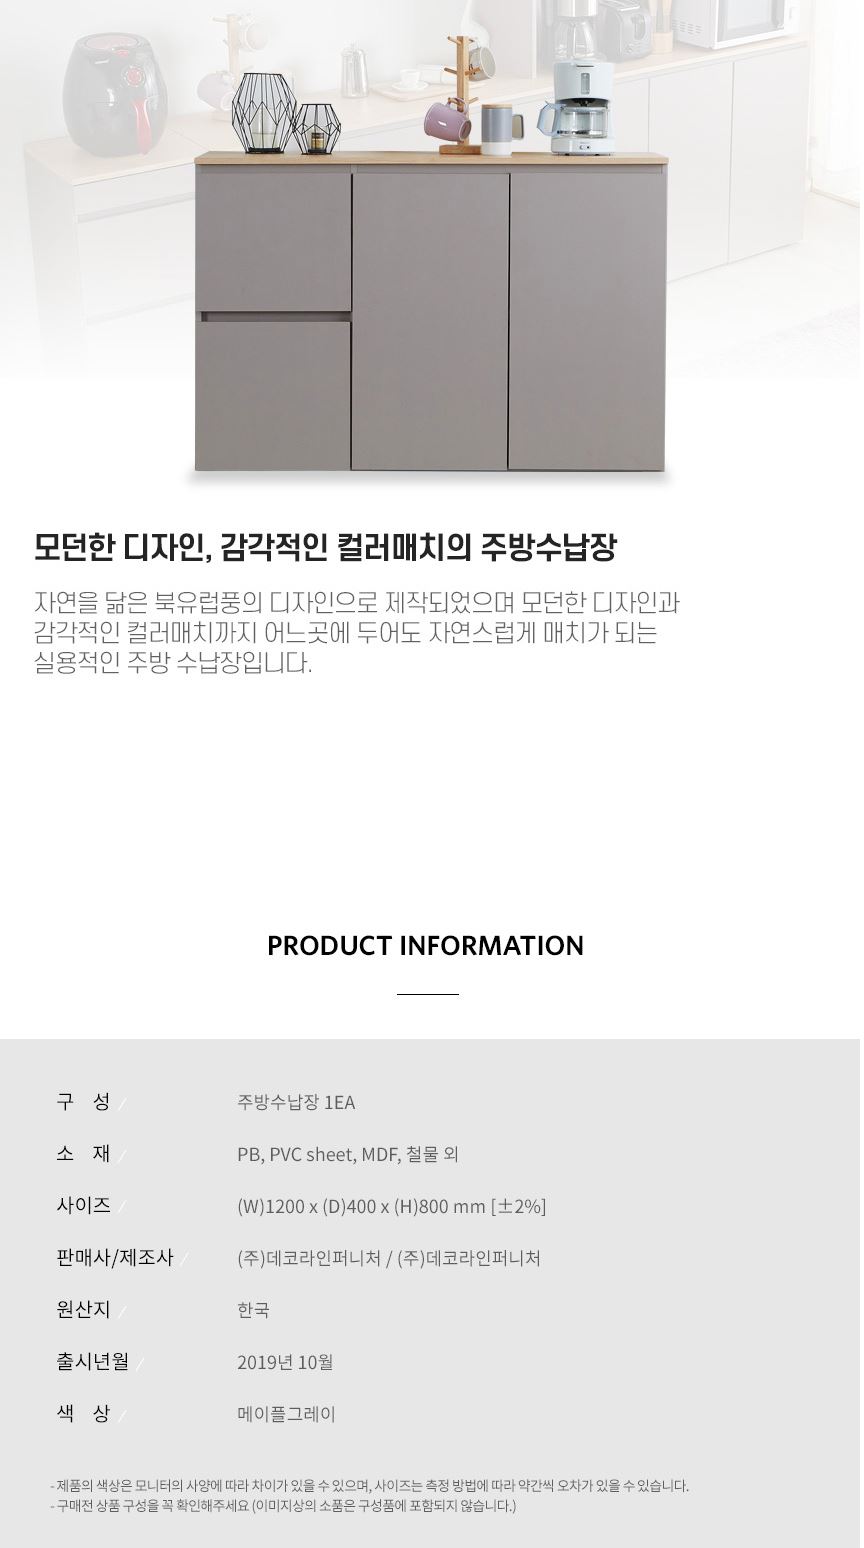 모던한 디자인, 감각적인 컬러매치의 주방수납장
자연을 닮은 북유럽풍의 디자인으로 제작되었으며 모던한 디자인과
감각적인 컬러매치까지 어느곳에 두어도 자연스럽게 매치가 되는
실용적인 주방 수납장입니다.
PRODUCT INFORMATION
구 성 / 주방수납장 1EA
소 재 / PB, PVC sheet, MDF, 철물 외
사이즈 / (W)1200 x (D)400 x (H)800 mm [±2%]
판매사/제조사 / (주)데코라인퍼니처 / (주)데코라인퍼니처
원산지 / 한국
출시년월 / 2019년 10월
색 상 / 메이플그레이
- 제품의 색상은 모니터의 사양에 따라 차이가 있을 수 있으며, 사이즈는 측정 방법에 따라 약간씩 오차가 있을 수 있습니다.
- 구매전 상품 구성을 꼭 확인해주세요 (이미지상의 소품은 구성품에 포함되지 않습니다.)